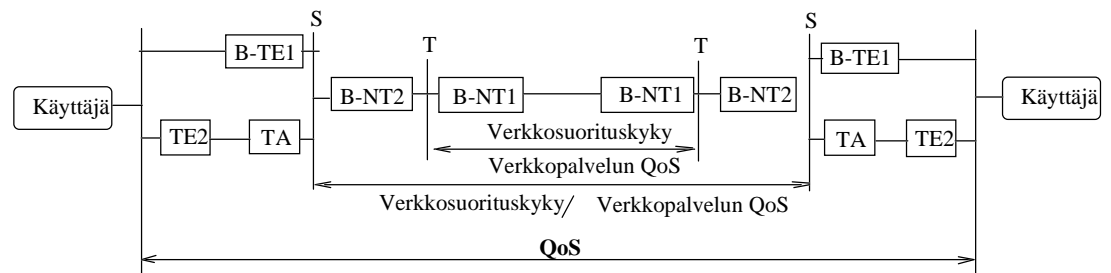 S
S
T
T
B-TE1
B-TE1
Käyttäjä
B-NT2
B-NT1
B-NT1
B-NT2
Käyttäjä
TE2
TA
Verkkosuorituskyky
TA
TE2
Verkkopalvelun QoS
Verkkosuorituskyky/ Verkkopalvelun QoS
QoS